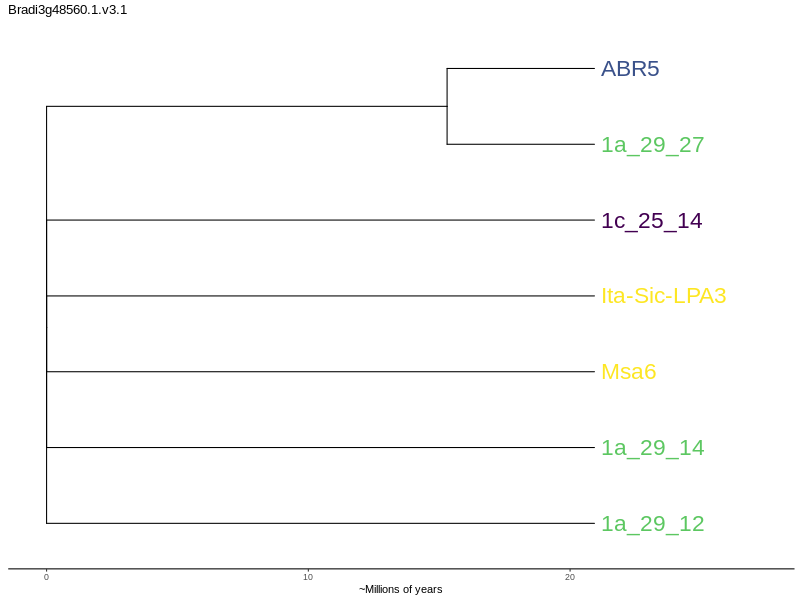 Bradi3g48560.1.v3.1
ABR5
1a_29_27
1c_25_14
Ita-Sic-LPA3
Msa6
1a_29_14
1a_29_12
0 10 20
~Millions of years